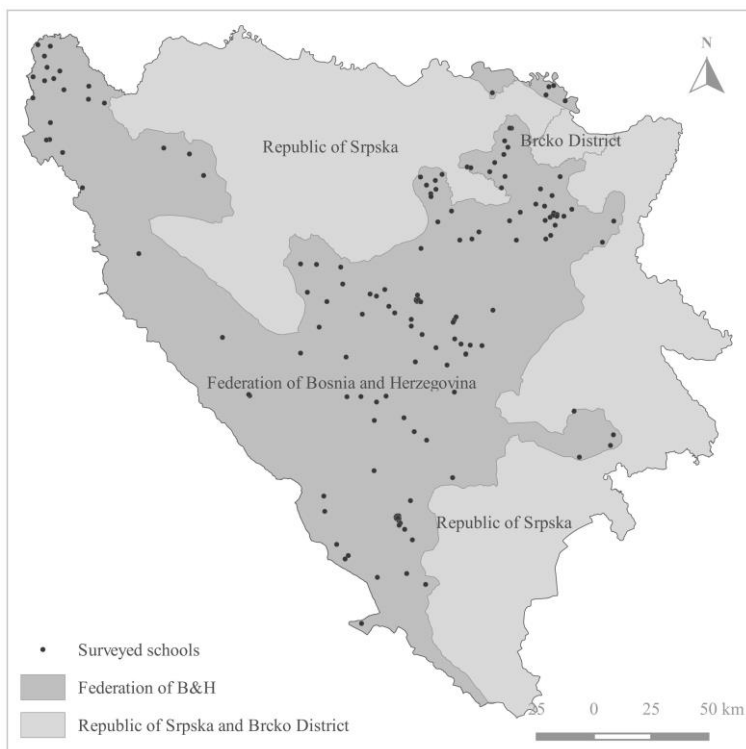 N
Republic of Srpska
Brcko District
Federation of Bosnia and Herzegovina
Republic of Srpska
Surveyed schools
Federation of B&H
Republic of Srpska and Brcko District
25 0 25 50 km